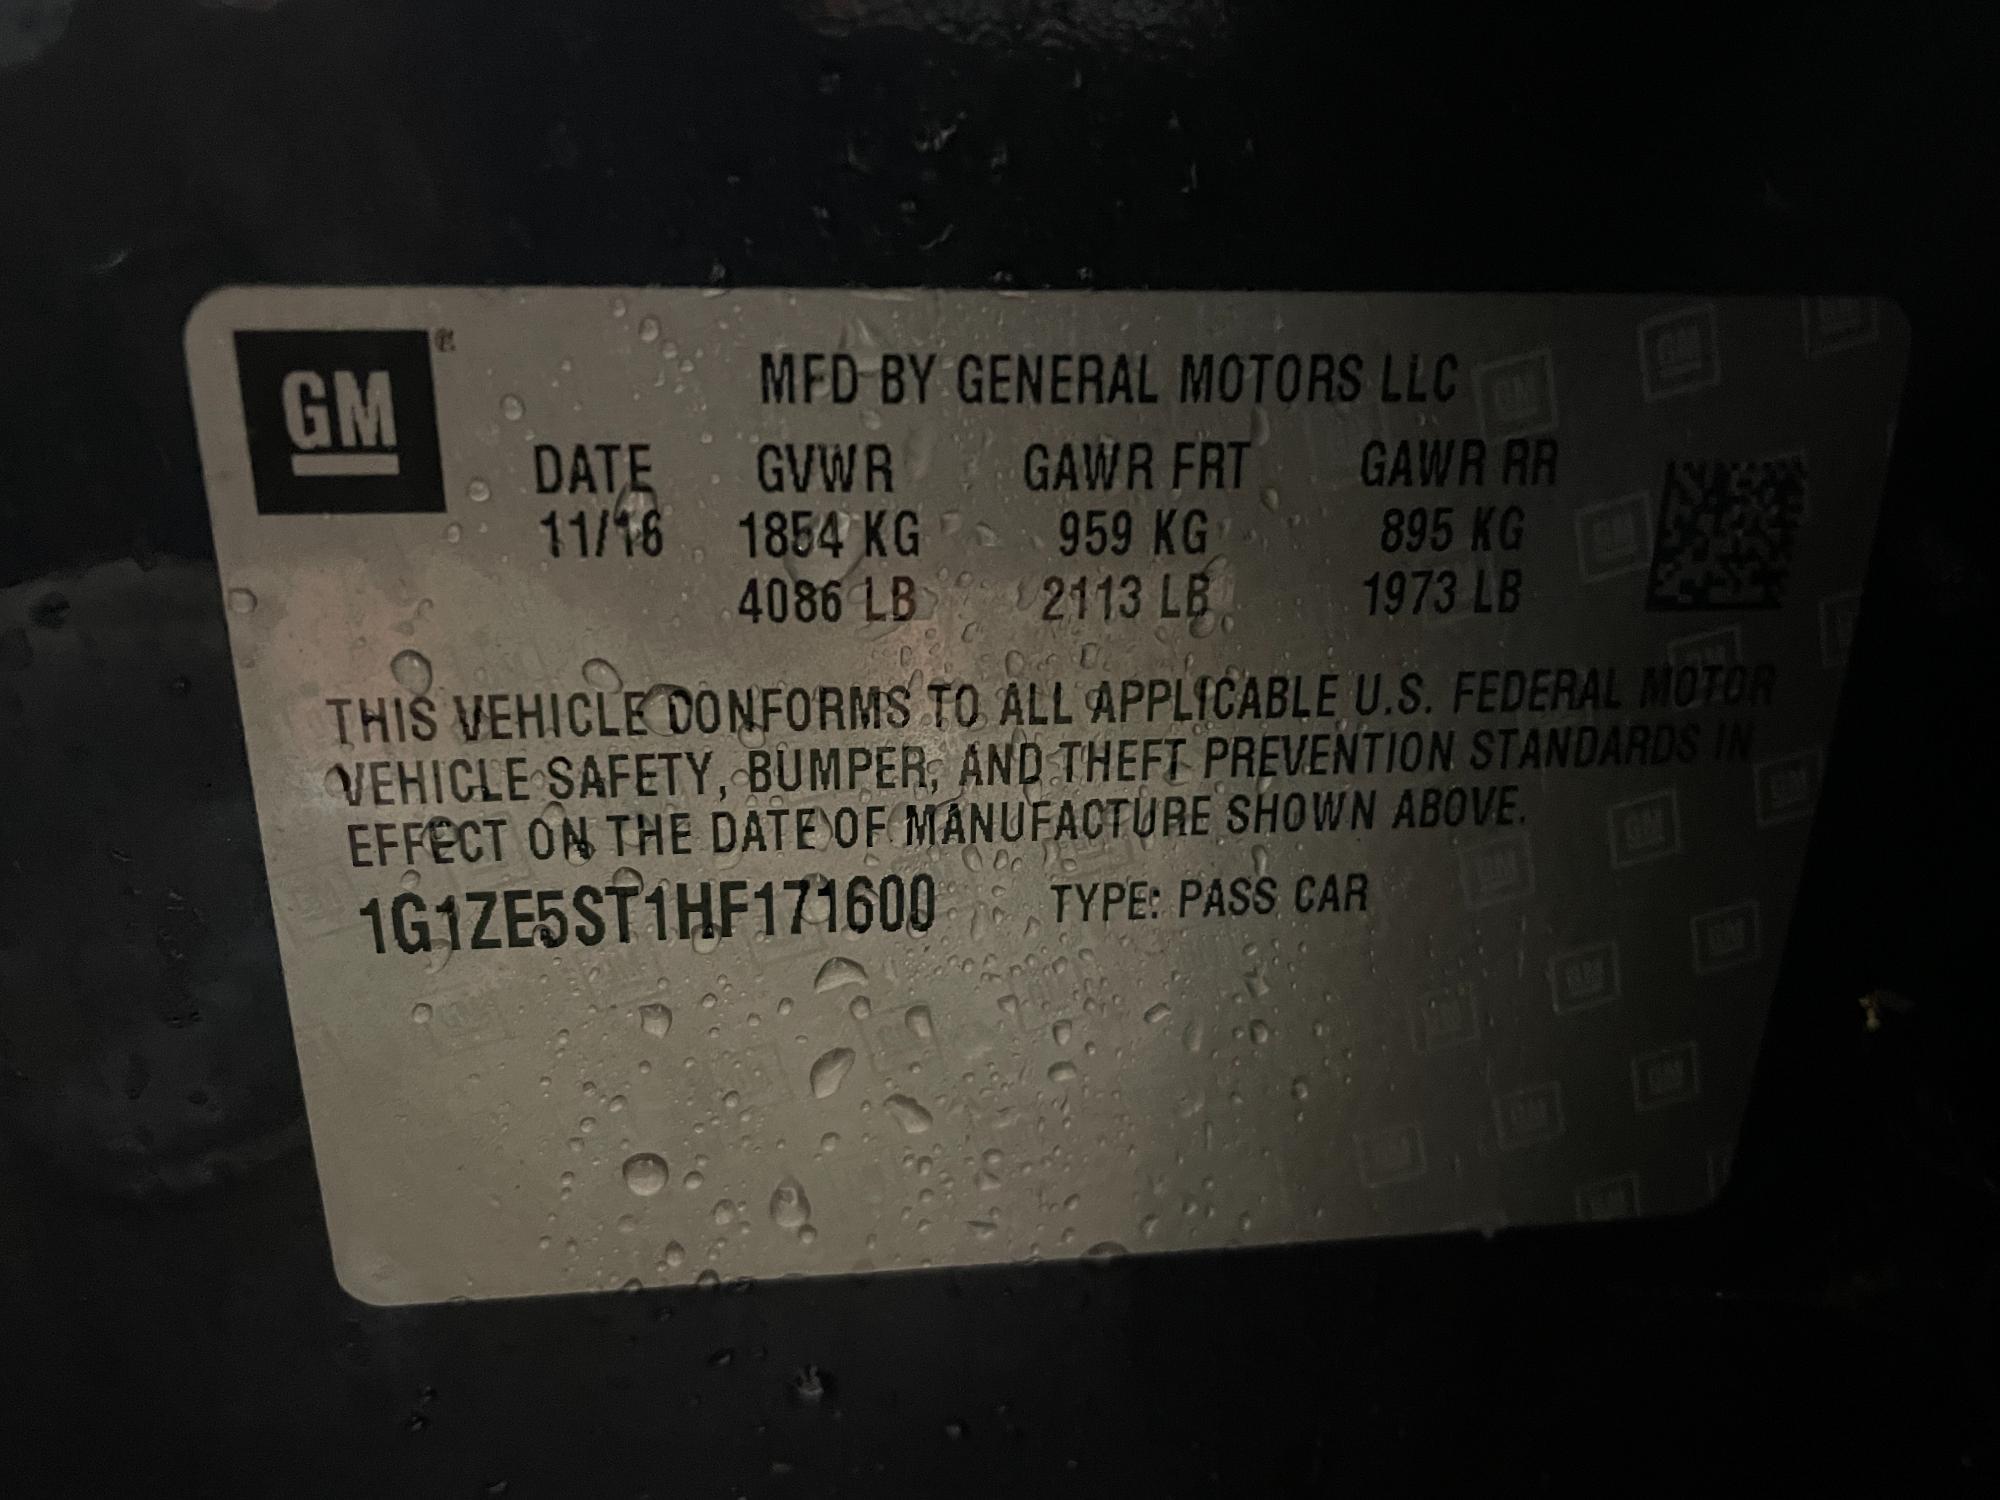 GM®
MFD BY GENERAL MOTORS LLC
DATE GVWR GAWR FRT GAWR RR
11/16 1854 KG 959 KG 895 KG
4086 LB 2113 LB 1973 LB
THIS VEHICLE CONFORMS TO ALL APPLICABLE U.S. FEDERAL MOTOR
VEHICLE SAFETY, BUMPER, AND THEFT PREVENTION STANDARDS IN
EFFECT ON THE DATE OF MANUFACTURE SHOWN ABOVE.
1G1ZE5ST1HF171600 TYPE: PASS CAR